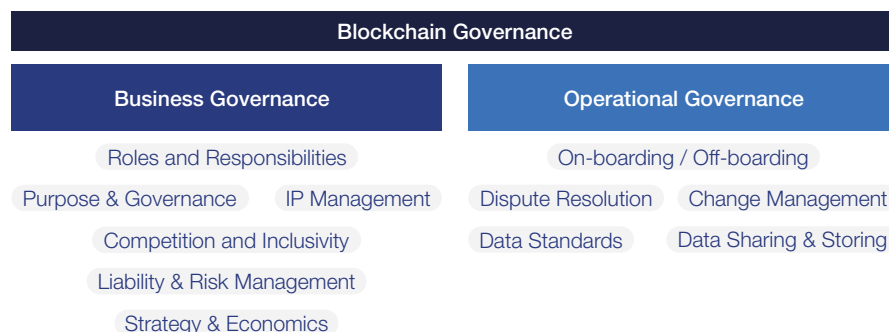 Blockchain Governance
Business Governance
Roles and Responsibilities
Purpose & Governance
IP Management
Competition and Inclusivity
Liability & Risk Management
Strategy & Economics
Operational Governance
On-boarding / Off-boarding
Dispute Resolution
Change Management
Data Standards
Data Sharing & Storing